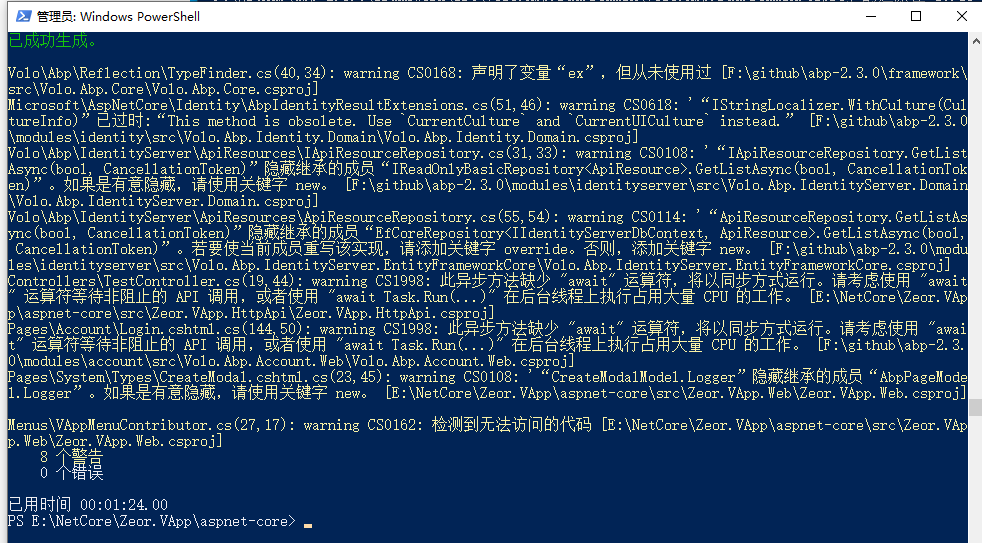 管理员: Windows PowerShell
已成功生成。
Volo\Abp\Reflection\TypeFinder.cs(40,34): warning CS0168: 声明了变量“ex”，但从未使用过 [F:\github\abp-2.3.0\framework\
src\Volo.Abp.Core\Volo.Abp.Core.csproj]
Microsoft\AspNetCore\Identity\AbpIdentityResultExtensions.cs(51,46): warning CS0618: '“IStringLocalizer.WithCulture(Cul
tureInfo)”已过时:“This method is obsolete. Use `CurrentCulture` and `CurrentUICulture` instead.” [F:\github\abp-2.3.0
\modules\identity\src\Volo.Abp.Identity.Domain\Volo.Abp.Identity.Domain.csproj]
Volo\Abp\IdentityServer\ApiResources\IApiResourceRepository.cs(31,33): warning CS0108: '“IApiResourceRepository.GetList
Async(bool, CancellationToken)”隐藏继承的成员“IReadOnlyBasicRepository<ApiResource>.GetListAsync(bool, CancellationTok
en)”。如果是有意隐藏，请使用关键字 new。 [F:\github\abp-2.3.0\modules\identityserver\src\Volo.Abp.IdentityServer.Domain
\Volo.Abp.IdentityServer.Domain.csproj]
Volo\Abp\IdentityServer\ApiResources\ApiResourceRepository.cs(55,54): warning CS0114: '“ApiResourceRepository.GetListAs
ync(bool, CancellationToken)”隐藏继承的成员“EfCoreRepository<IIdentityServerDbContext, ApiResource>.GetListAsync(bool,
CancellationToken)”。若要使当前成员重写该实现，请添加关键字 override。否则，添加关键字 new。 [F:\github\abp-2.3.0\modu
les\identityserver\src\Volo.Abp.IdentityServer.EntityFrameworkCore\Volo.Abp.IdentityServer.EntityFrameworkCore.csproj]
Controllers\TestController.cs(19,44): warning CS1998: 此异步方法缺少 "await" 运算符，将以同步方式运行。请考虑使用 "await
" 运算符等待非阻止的 API 调用，或者使用 "await Task.Run(...)" 在后台线程上执行占用大量 CPU 的工作。 [E:\NetCore\Zeor.VAp
p\aspnet-core\src\Zeor.VApp.HttpApi\Zeor.VApp.HttpApi.csproj]
Pages\Account\Login.cshtml.cs(144,50): warning CS1998: 此异步方法缺少 "await" 运算符，将以同步方式运行。请考虑使用 "awai
t" 运算符等待非阻止的 API 调用，或者使用 "await Task.Run(...)" 在后台线程上执行占用大量 CPU 的工作。 [F:\github\abp-2.3.
0\modules\account\src\Volo.Abp.Account.Web\Volo.Abp.Account.Web.csproj]
Pages\System\Types\CreateModal.cshtml.cs(23,45): warning CS0108: '“CreateModalModel.Logger”隐藏继承的成员“AbpPageMode
l.Logger”。如果是有意隐藏，请使用关键字 new。 [E:\NetCore\Zeor.VApp\aspnet-core\src\Zeor.VApp.Web\Zeor.VApp.Web.csproj]
Menus\VAppMenuContributor.cs(27,17): warning CS0162: 检测到无法访问的代码 [E:\NetCore\Zeor.VApp\aspnet-core\src\Zeor.VAp
p.Web\Zeor.VApp.Web.csproj]
8 个警告
0 个错误
已用时间 00:01:24.00
PS E:\NetCore\Zeor.VApp\aspnet-core>